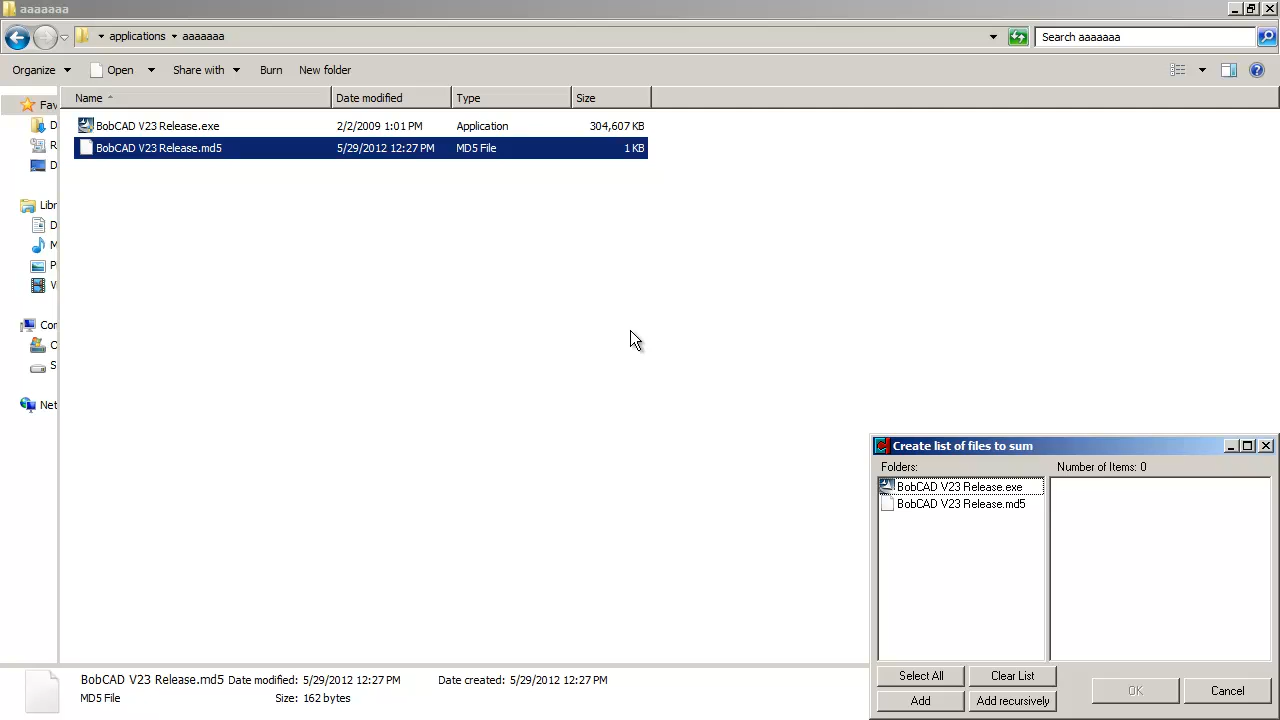 aaaaaaa
applications aaaaaaa Search aaaaaaa
Organize Open Share with Burn New folder
Name Date modified Type Size
Fav
BobCAD V23 Release.exe 2/2/2009 1:01 PM Application 304,607 KB
D
BobCAD V23 Release.md5 5/29/2012 12:27 PM MD5 File 1 KB
R
D
Libr
D
M
P
V
Com
C
S
Net
Create list of files to sum
Folders: Number of Items: 0
BobCAD V23 Release.exe
BobCAD V23 Release.md5
Select All Clear List
Add Add recursively OK Cancel
BobCAD V23 Release.md5 Date modified: 5/29/2012 12:27 PM Date created: 5/29/2012 12:27 PM
MD5 File Size: 162 bytes